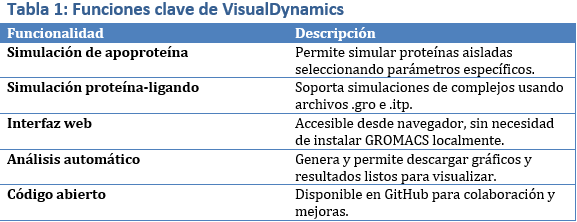 Tabla 1: Funciones clave de VisualDynamics
Funcionalidad Descripción
Simulación de apoproteína Permite simular proteínas aisladas
seleccionando parámetros específicos.
Simulación proteína-ligando Soporta simulaciones de complejos usando
archivos .gro e .itp.
Interfaz web Accesible desde navegador, sin necesidad
de instalar GROMACS localmente.
Análisis automático Genera y permite descargar gráficos y
resultados listos para visualizar.
Código abierto Disponible en GitHub para colaboración y
mejoras.